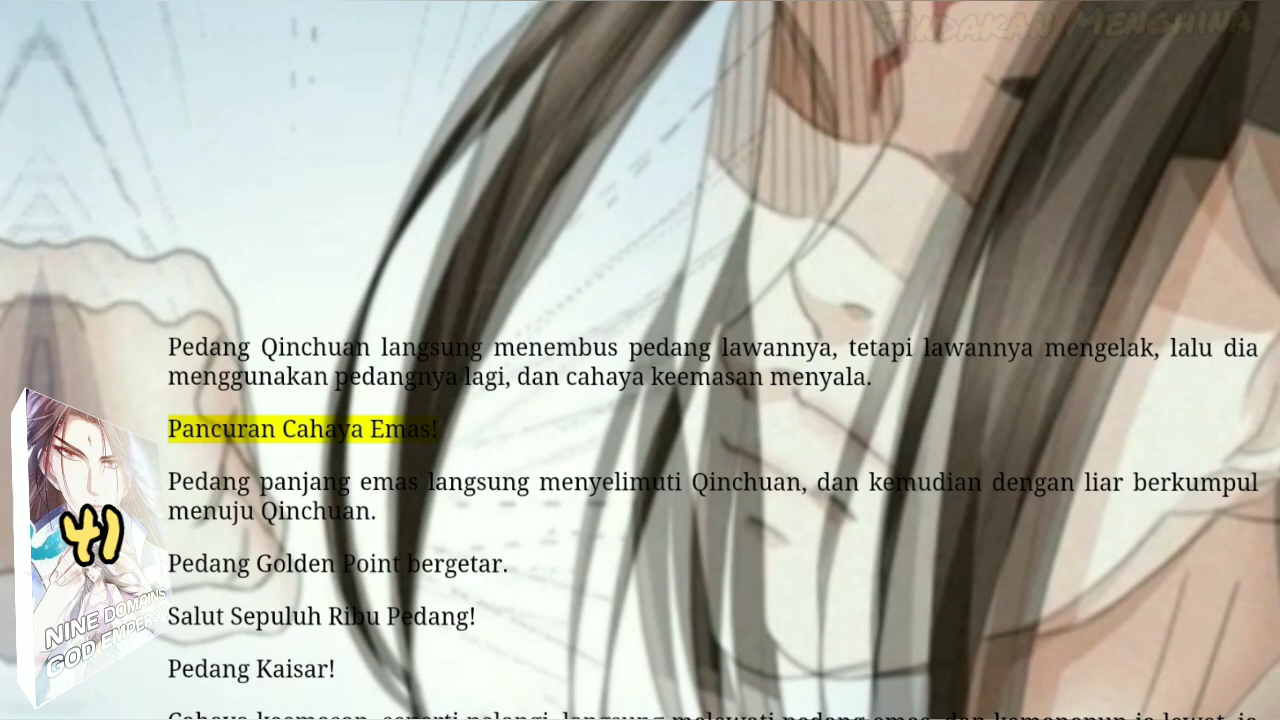 Tindakan Menghina
Pedang Qinchuan langsung menembus pedang lawannya, tetapi lawannya mengelak, lalu dia
menggunakan pedangnya lagi, dan cahaya keemasan menyala.
Pancuran Cahaya Emas!
Pedang panjang emas langsung menyelimuti Qinchuan, dan kemudian dengan liar berkumpul
menuju Qinchuan.
Pedang Golden Point bergetar.
Salut Sepuluh Ribu Pedang!
Pedang Kaisar!
41
NINE DOMAINS
GOD EMPEROR